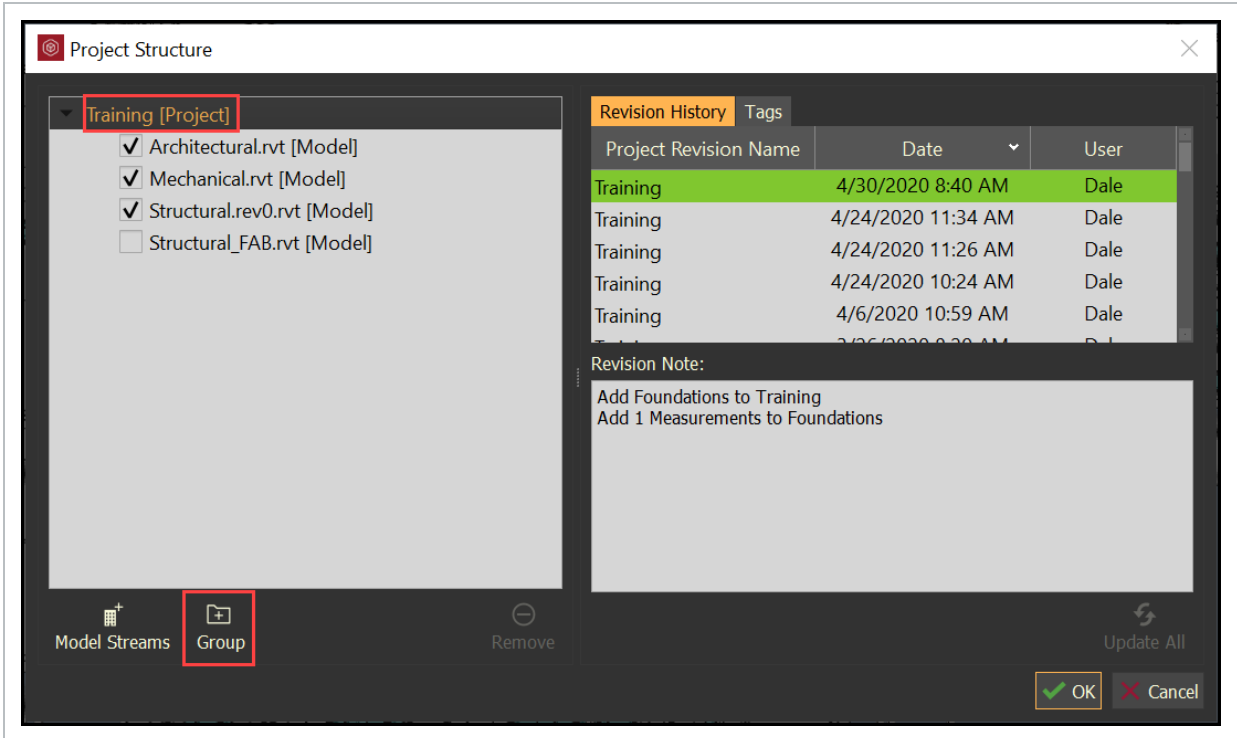 Project Structure
Training [Project]
Architectural.rvt [Model]
Mechanical.rvt [Model]
Structural.rev0.rvt [Model]
Structural_FAB.rvt [Model]
Model Streams
Group
Remove
Revision History Tags
Project Revision Name Date User
Training 4/30/2020 8:40 AM Dale
Training 4/24/2020 11:34 AM Dale
Training 4/24/2020 11:26 AM Dale
Training 4/24/2020 10:24 AM Dale
Training 4/6/2020 10:59 AM Dale
Revision Note:
Add Foundations to Training
Add 1 Measurements to Foundations
Update All
OK Cancel